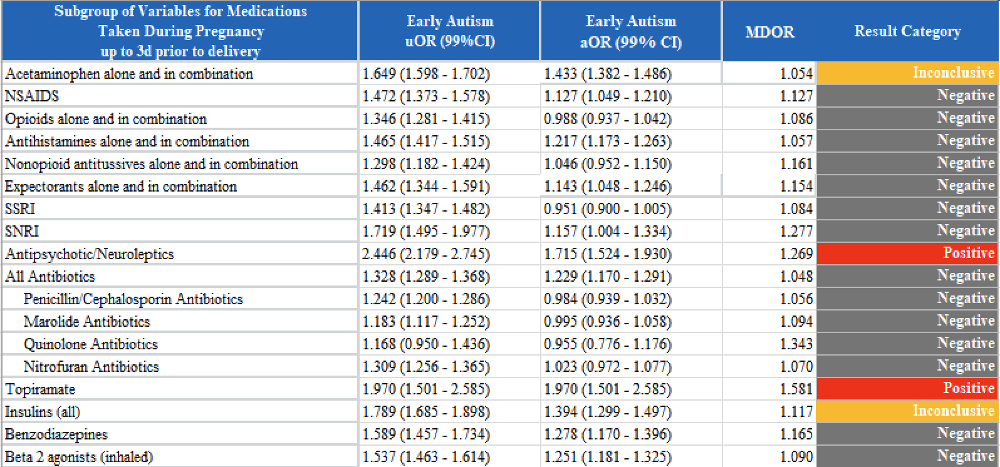 Subgroup of Variables for Medications
Taken During Pregnancy
up to 3d prior to delivery
Early Autism
uOR (99%CI)
Early Autism
aOR (99% CI)
MDOR
Result Category
Acetaminophen alone and in combination 1.649 (1.598 - 1.702) 1.433 (1.382 - 1.486) 1.054 Inconclusive
NSAIDS 1.472 (1.373 - 1.578) 1.127 (1.049 - 1.210) 1.127 Negative
Opioids alone and in combination 1.346 (1.281 - 1.415) 0.988 (0.937 - 1.042) 1.086 Negative
Antihistamines alone and in combination 1.465 (1.417 - 1.515) 1.217 (1.173 - 1.263) 1.057 Negative
Nonopioid antitussives alone and in combination 1.298 (1.182 - 1.424) 1.046 (0.952 - 1.150) 1.161 Negative
Expectorants alone and in combination 1.462 (1.344 - 1.591) 1.143 (1.048 - 1.246) 1.154 Negative
SSRI 1.413 (1.347 - 1.482) 0.951 (0.900 - 1.005) 1.084 Negative
SNRI 1.719 (1.495 - 1.977) 1.157 (1.004 - 1.334) 1.277 Negative
Antipsychotic/Neuroleptics 2.446 (2.179 - 2.745) 1.715 (1.524 - 1.930) 1.269 Positive
All Antibiotics 1.328 (1.289 - 1.368) 1.229 (1.170 - 1.291) 1.048 Negative
Penicillin/Cephalosporin Antibiotics 1.242 (1.200 - 1.286) 0.984 (0.939 - 1.032) 1.056 Negative
Marolide Antibiotics 1.183 (1.117 - 1.252) 0.995 (0.936 - 1.058) 1.094 Negative
Quinolone Antibiotics 1.168 (0.950 - 1.436) 0.955 (0.776 - 1.176) 1.343 Negative
Nitrofuran Antibiotics 1.309 (1.256 - 1.365) 1.023 (0.972 - 1.077) 1.070 Negative
Topiramate 1.970 (1.501 - 2.585) 1.970 (1.501 - 2.585) 1.581 Positive
Insulins (all) 1.789 (1.685 - 1.898) 1.394 (1.299 - 1.497) 1.117 Inconclusive
Benzodiazepines 1.589 (1.457 - 1.734) 1.278 (1.170 - 1.396) 1.165 Negative
Beta 2 agonists (inhaled) 1.537 (1.463 - 1.614) 1.251 (1.181 - 1.325) 1.090 Negative